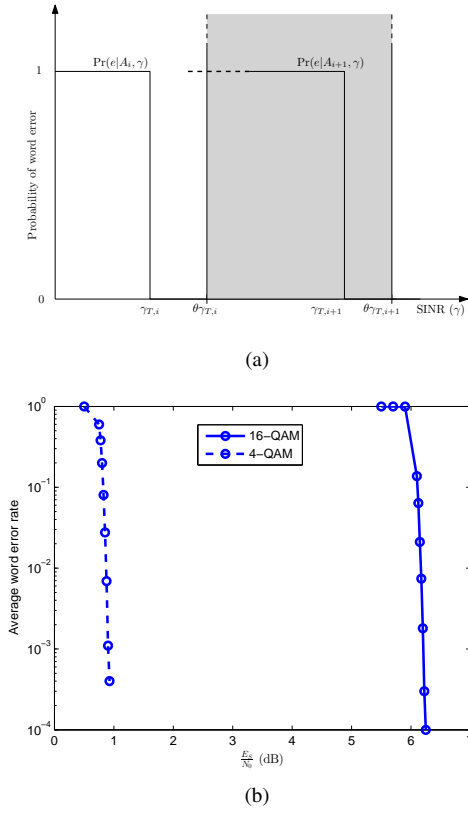 Pr(e|A_i, γ)
Pr(e|A_{i+1}, γ)
1
Probability of word error
0
γ_{T,i}
θγ_{T,i}
γ_{T,i+1}
θγ_{T,i+1}
SINR (γ)
(a)
10^0
10^{-1}
10^{-2}
10^{-3}
10^{-4}
Average word error rate
16−QAM
4−QAM
0 1 2 3 4 5 6 7
E_s/N_0 (dB)
(b)